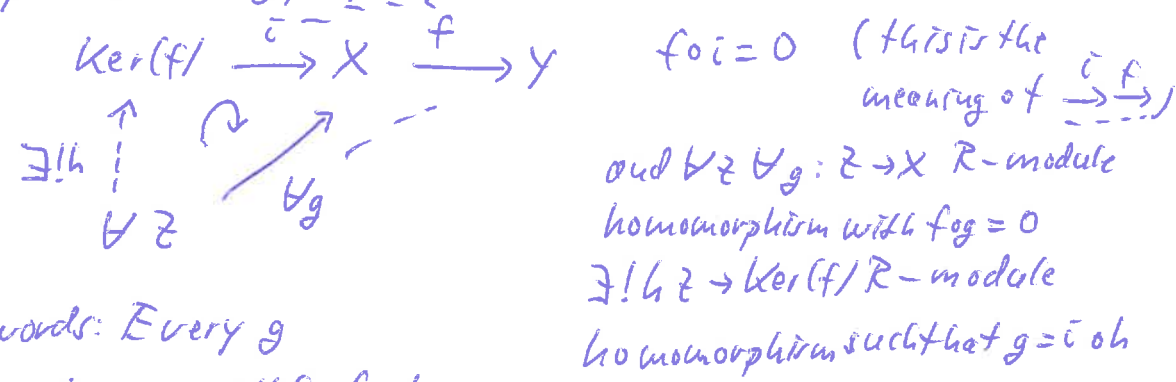 Ker(f) i→ X f→ Y
∃!h
∀ Z ∀g
words: Every g
f∘i = 0 (this is the
meaning of i→ f→)
and ∀ Z ∀ g: Z → X R-module
homomorphism with f∘g = 0
∃! h Z → Ker(f) R-module
homomorphism such that g = i∘h